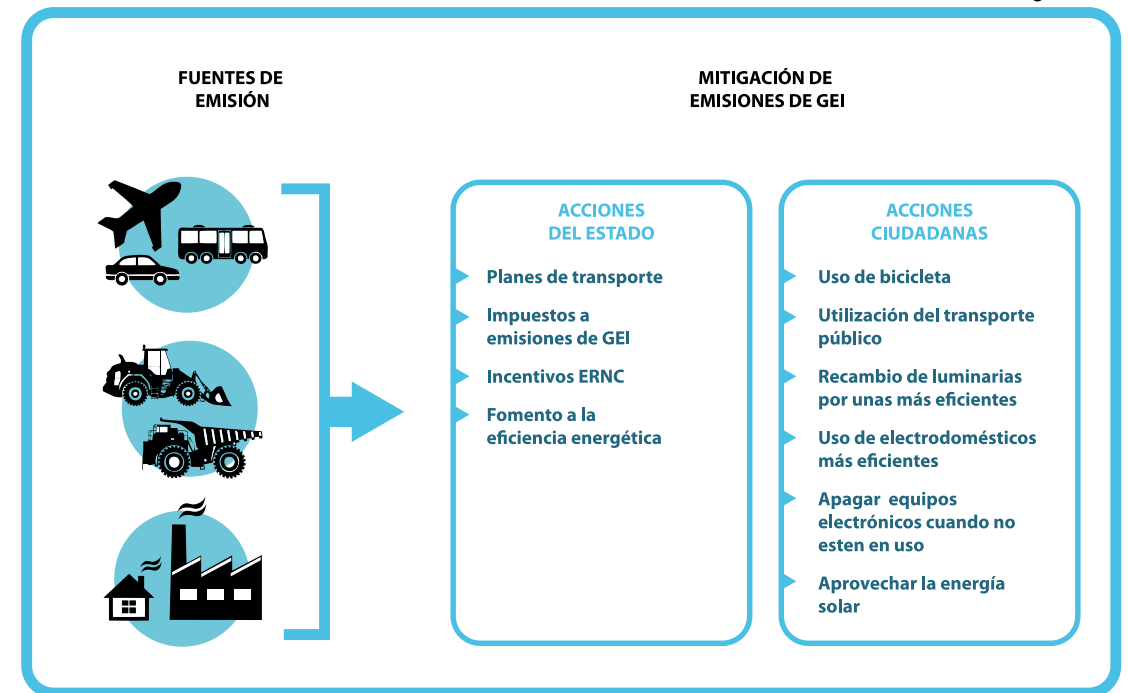 FUENTES DE
EMISIÓN
MITIGACIÓN DE
EMISIONES DE GEI
ACCIONES
DEL ESTADO
Planes de transporte
Impuestos a
emisiones de GEI
Incentivos ERNC
Fomento a la
eficiencia energética
ACCIONES
CIUDADANAS
Uso de bicicleta
Utilización del transporte
público
Recambio de luminarias
por unas más eficientes
Uso de electrodomésticos
más eficientes
Apagar  equipos
electrónicos cuando no
esten en uso
Aprovechar la energía
solar